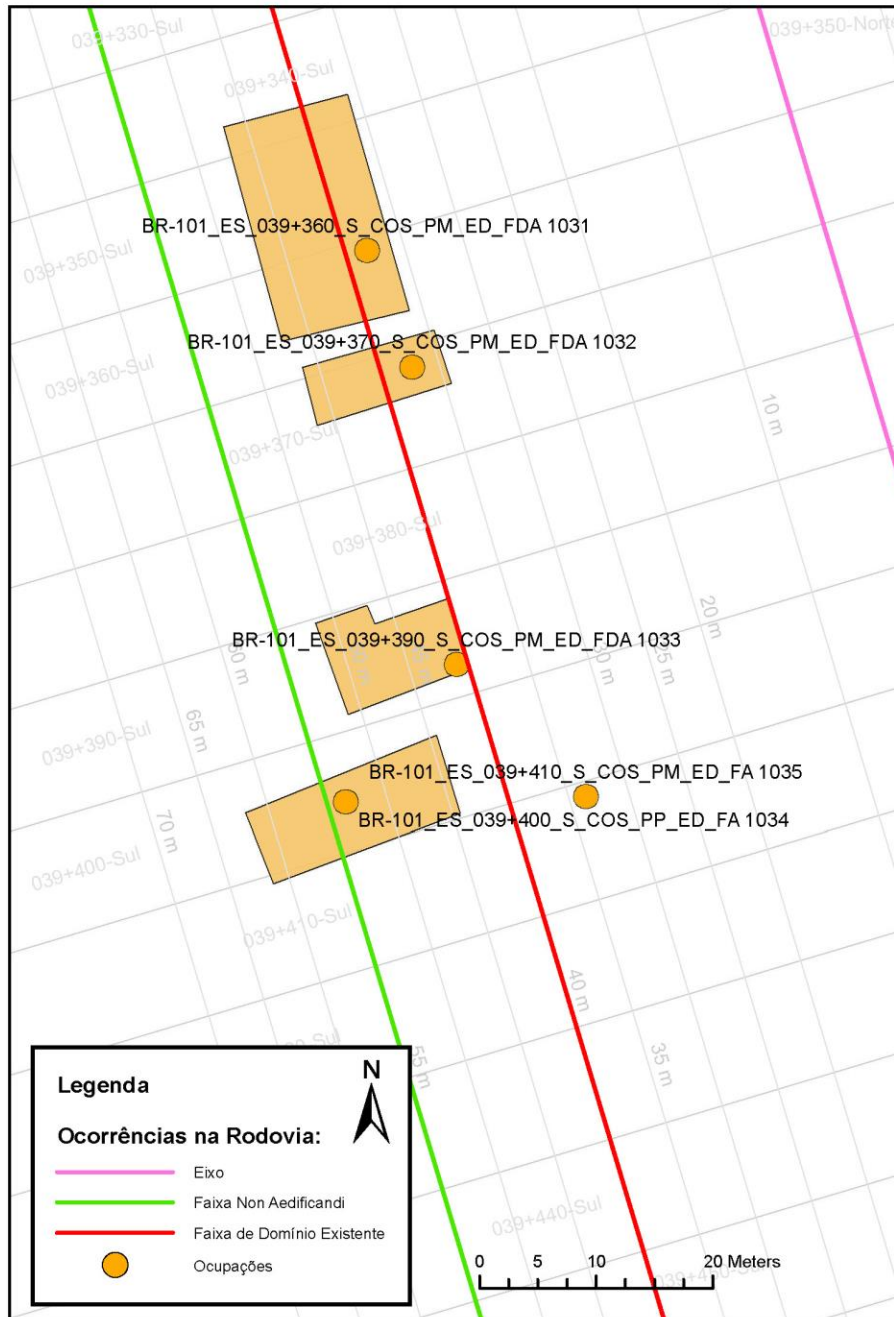 039+330-Sul
039+350-Norte
039+340-Sul
BR-101_ES_039+360_S_COS_PM_ED_FDA 1031
039+350-Sul
BR-101_ES_039+370_S_COS_PM_ED_FDA 1032
039+360-Sul
10 m
039+370-Sul
039+380-Sul
20 m
BR-101_ES_039+390_S_COS_PM_ED_FDA 1033
50 m
30 m
25 m
65 m
039+390-Sul
BR-101_ES_039+410_S_COS_PM_ED_FA 1035
BR-101_ES_039+400_S_COS_PP_ED_FA 1034
70 m
039+400-Sul
039+410-Sul
40 m
55 m
35 m
Legenda
N
Ocorrências na Rodovia:
Eixo
Faixa Non Aedificandi
Faixa de Domínio Existente
Ocupações
039+440-Sul
0 5 10 20 Meters